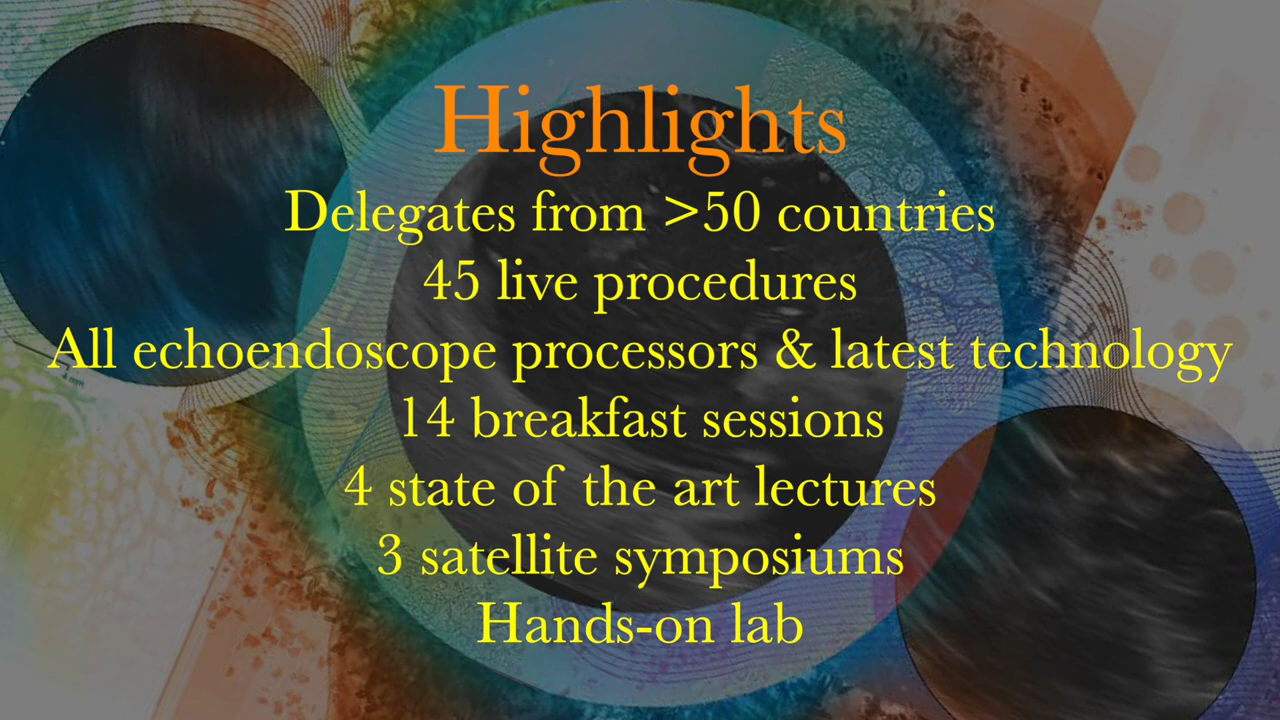 Highlights
Delegates from >50 countries
45 live procedures
All echoendoscope processors & latest technology
14 breakfast sessions
4 state of the art lectures
3 satellite symposiums
Hands-on lab